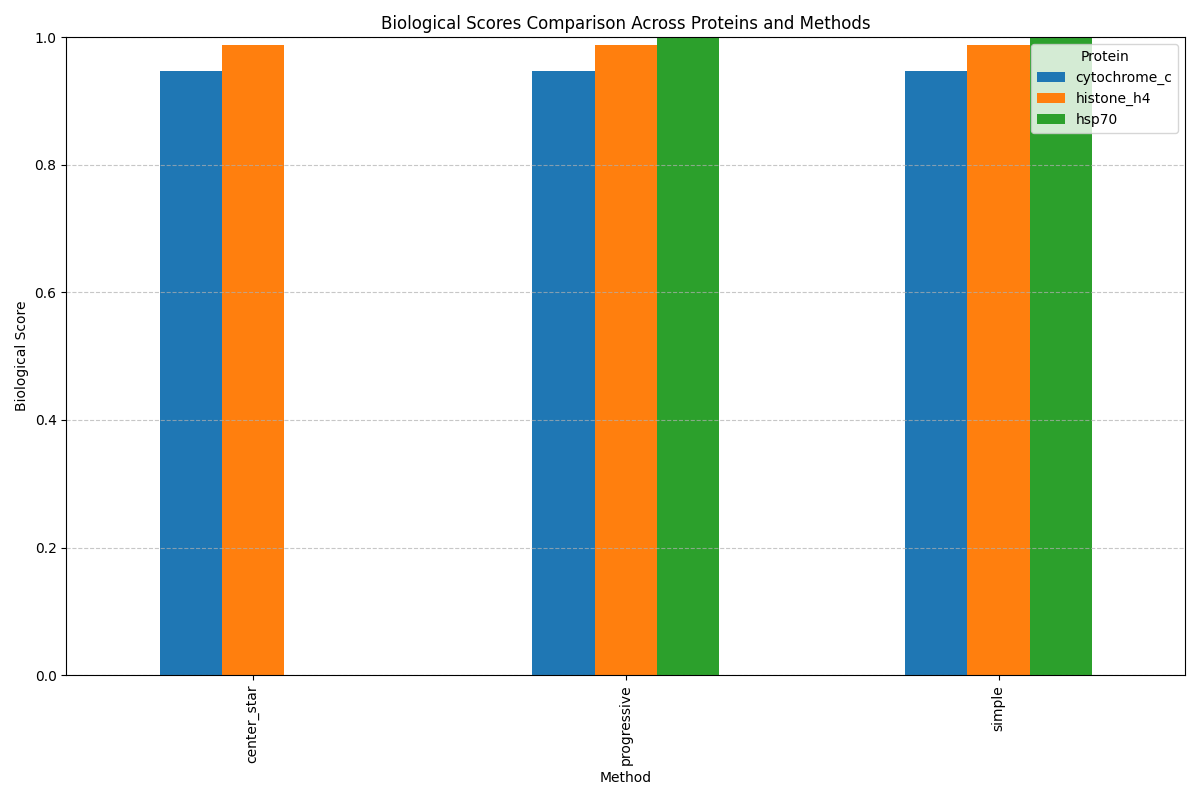 Biological Scores Comparison Across Proteins and Methods
Biological Score
1.0
0.8
0.6
0.4
0.2
0.0
Protein
cytochrome_c
histone_h4
hsp70
center_star
progressive
simple
Method